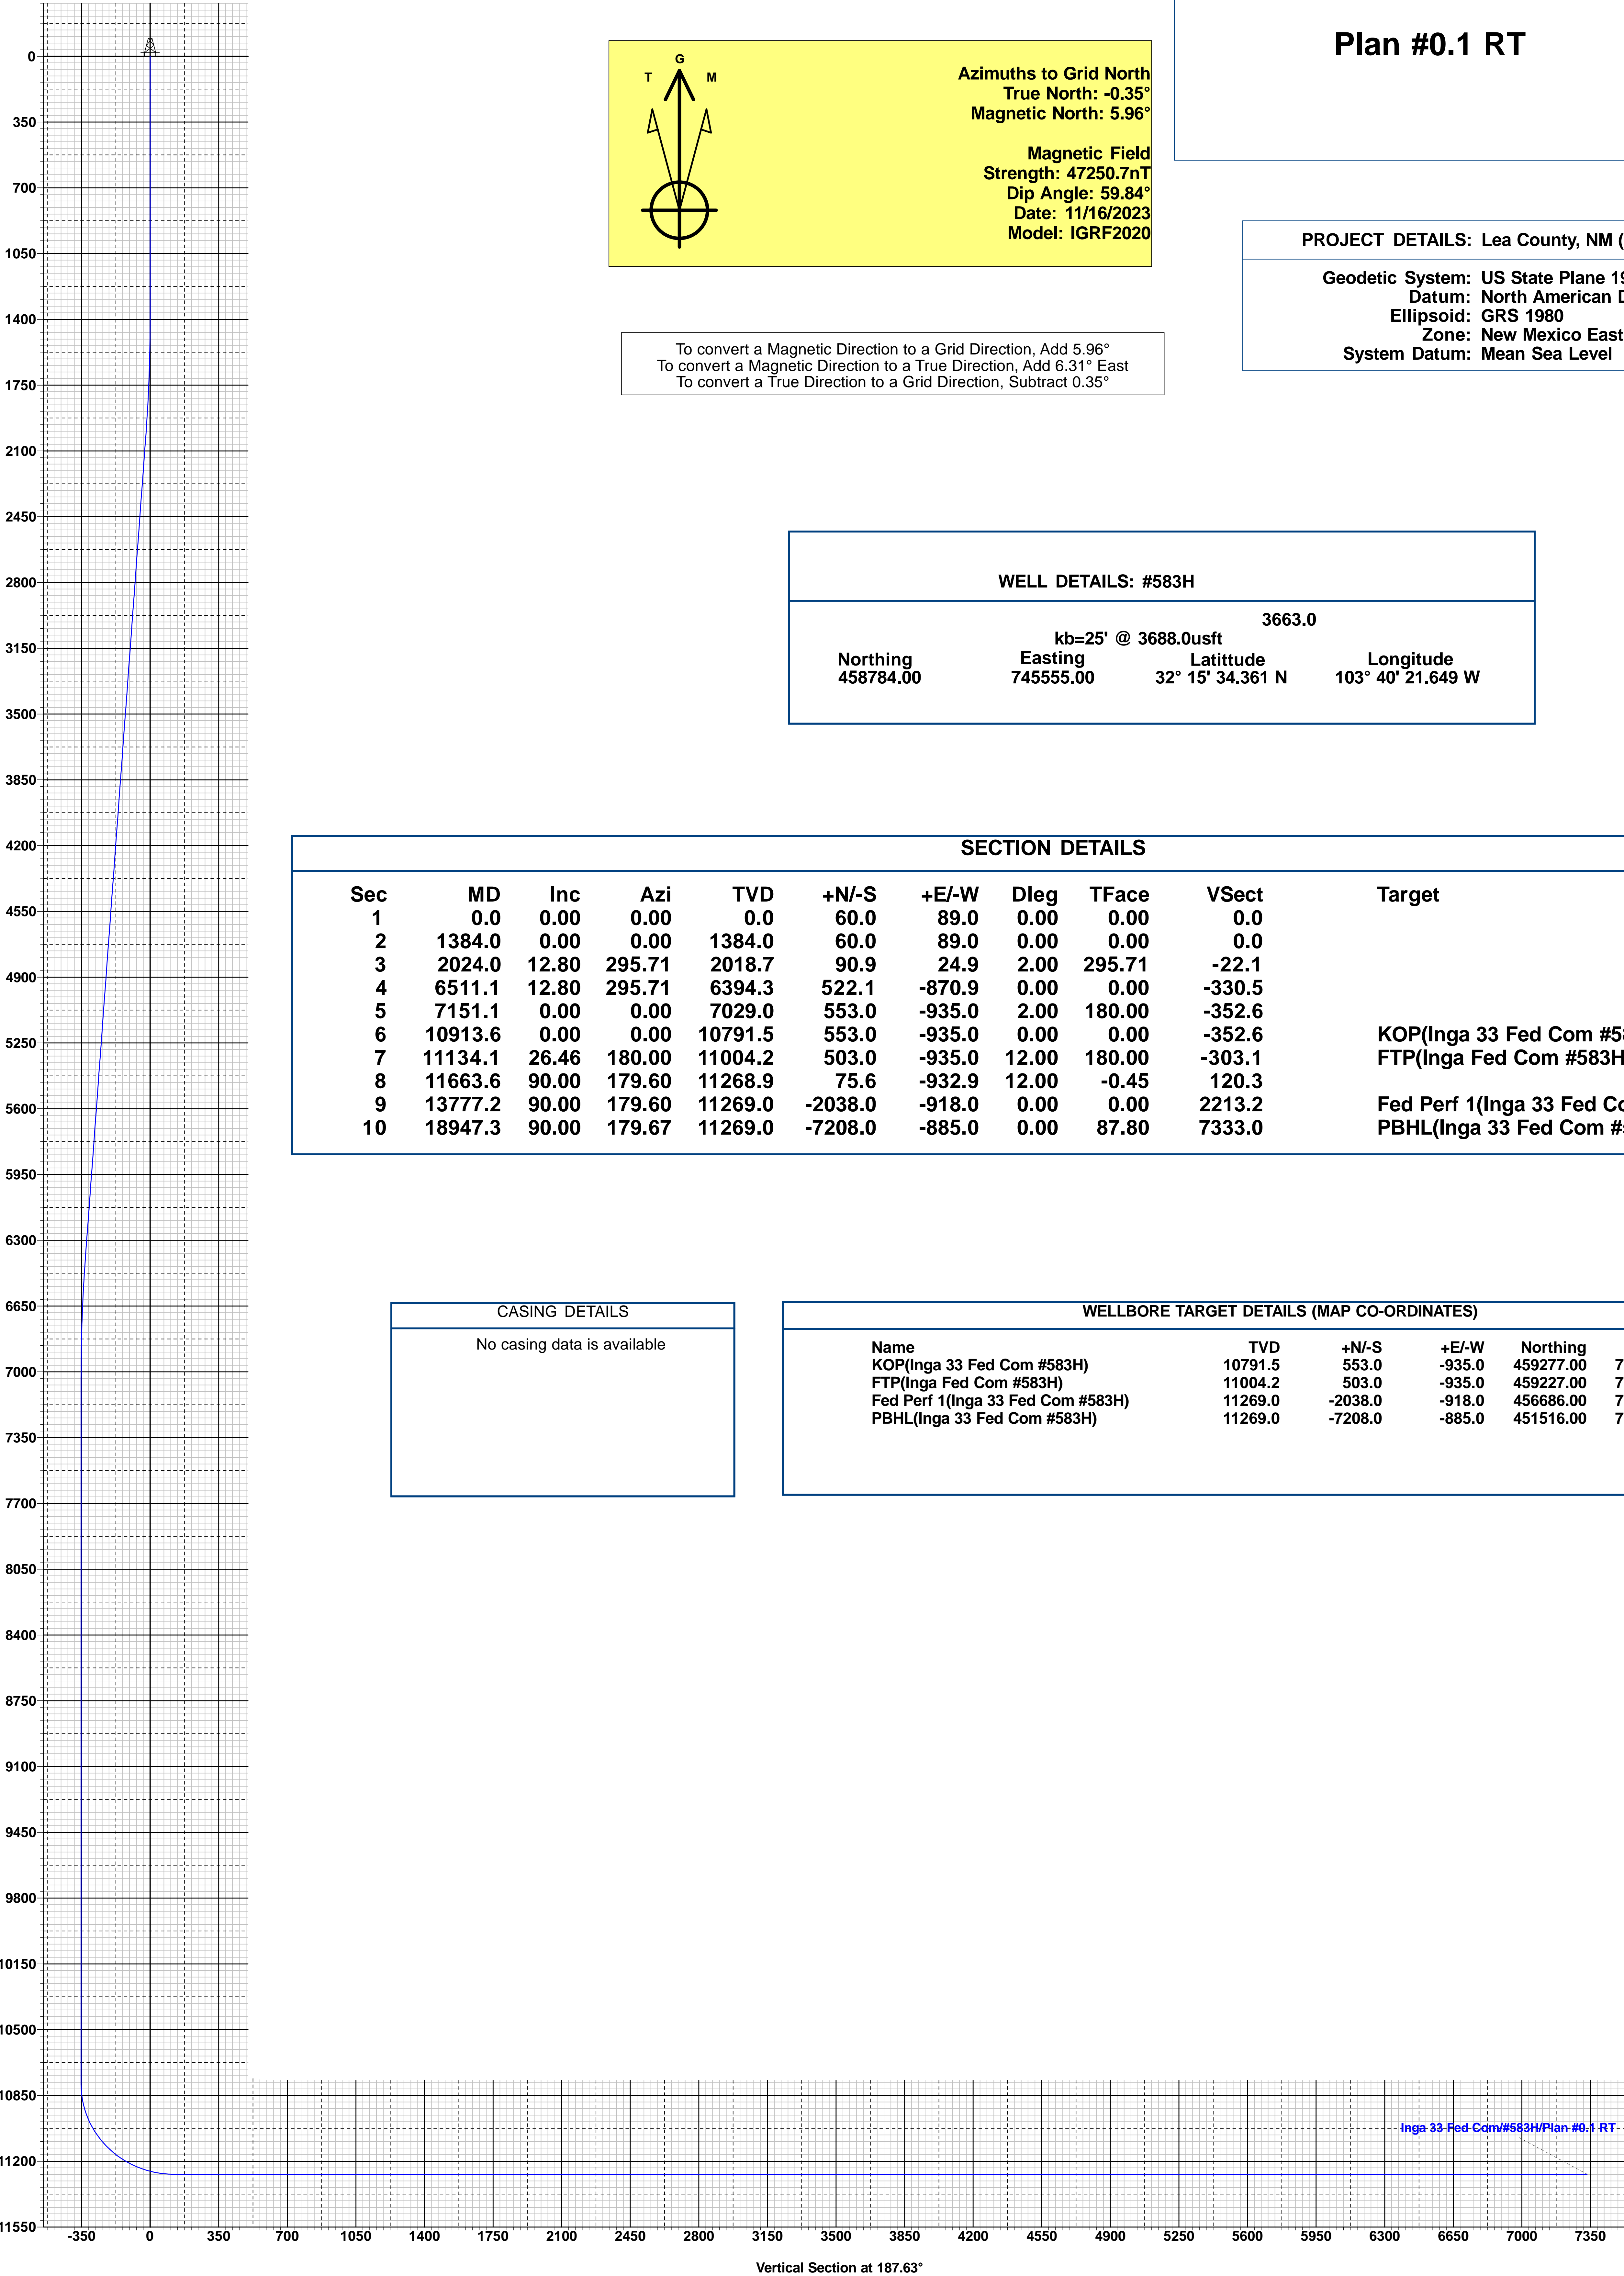 Plan #0.1 RT
T G M
Azimuths to Grid North
True North: -0.35°
Magnetic North: 5.96°
Magnetic Field
Strength: 47250.7nT
Dip Angle: 59.84°
Date: 11/16/2023
Model: IGRF2020
PROJECT DETAILS: Lea County, NM (
Geodetic System: US State Plane 19
Datum: North American D
Ellipsoid: GRS 1980
Zone: New Mexico East
System Datum: Mean Sea Level
To convert a Magnetic Direction to a Grid Direction, Add 5.96°
To convert a Magnetic Direction to a True Direction, Add 6.31° East
To convert a True Direction to a Grid Direction, Subtract 0.35°
WELL DETAILS: #583H
3663.0
kb=25' @ 3688.0usft
Northing Easting Latittude Longitude
458784.00 745555.00 32° 15' 34.361 N 103° 40' 21.649 W
SECTION DETAILS
Sec MD Inc Azi TVD +N/-S +E/-W Dleg TFace VSect Target
1 0.0 0.00 0.00 0.0 60.0 89.0 0.00 0.00 0.0
2 1384.0 0.00 0.00 1384.0 60.0 89.0 0.00 0.00 0.0
3 2024.0 12.80 295.71 2018.7 90.9 24.9 2.00 295.71 -22.1
4 6511.1 12.80 295.71 6394.3 522.1 -870.9 0.00 0.00 -330.5
5 7151.1 0.00 0.00 7029.0 553.0 -935.0 2.00 180.00 -352.6
6 10913.6 0.00 0.00 10791.5 553.0 -935.0 0.00 0.00 -352.6 KOP(Inga 33 Fed Com #5
7 11134.1 26.46 180.00 11004.2 503.0 -935.0 12.00 180.00 -303.1 FTP(Inga Fed Com #583H
8 11663.6 90.00 179.60 11268.9 75.6 -932.9 12.00 -0.45 120.3
9 13777.2 90.00 179.60 11269.0 -2038.0 -918.0 0.00 0.00 2213.2 Fed Perf 1(Inga 33 Fed Co
10 18947.3 90.00 179.67 11269.0 -7208.0 -885.0 0.00 87.80 7333.0 PBHL(Inga 33 Fed Com #
CASING DETAILS
No casing data is available
WELLBORE TARGET DETAILS (MAP CO-ORDINATES)
Name TVD +N/-S +E/-W Northing
KOP(Inga 33 Fed Com #583H) 10791.5 553.0 -935.0 459277.00 7
FTP(Inga Fed Com #583H) 11004.2 503.0 -935.0 459227.00 7
Fed Perf 1(Inga 33 Fed Com #583H) 11269.0 -2038.0 -918.0 456686.00 7
PBHL(Inga 33 Fed Com #583H) 11269.0 -7208.0 -885.0 451516.00 7
0
350
700
1050
1400
1750
2100
2450
2800
3150
3500
3850
4200
4550
4900
5250
5600
5950
6300
6650
7000
7350
7700
8050
8400
8750
9100
9450
9800
10150
10500
10850
11200
11550
Inga 33 Fed Com/#583H/Plan #0.1 RT
-350 0 350 700 1050 1400 1750 2100 2450 2800 3150 3500 3850 4200 4550 4900 5250 5600 5950 6300 6650 7000 7350
Vertical Section at 187.63°